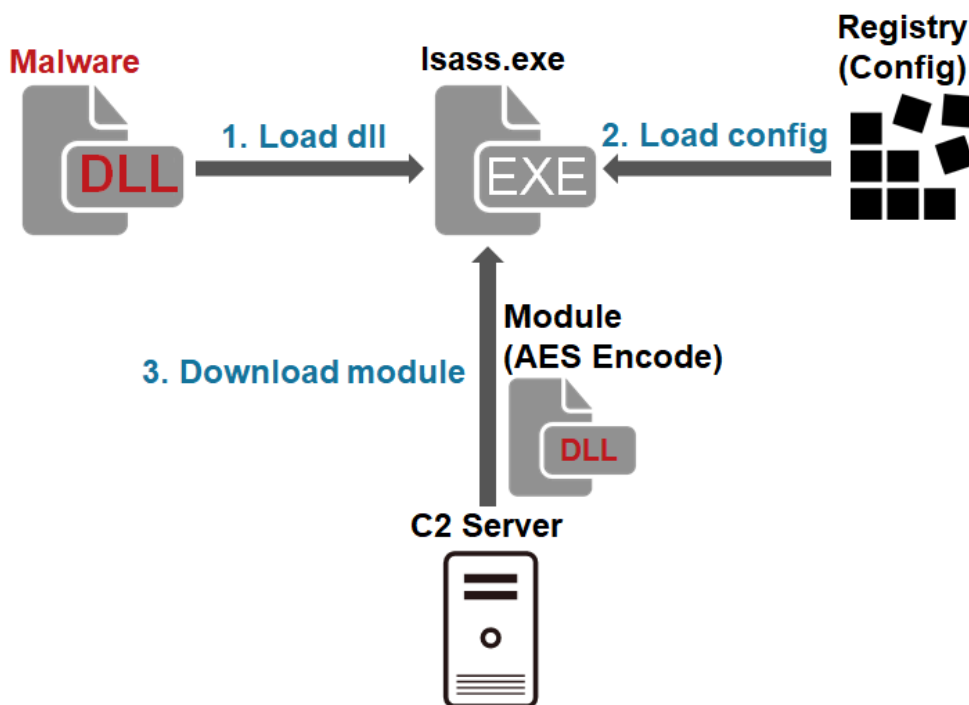 Malware
lsass.exe
Registry
(Config)
1. Load dll
2. Load config
DLL
EXE
Module
(AES Encode)
3. Download module
DLL
C2 Server